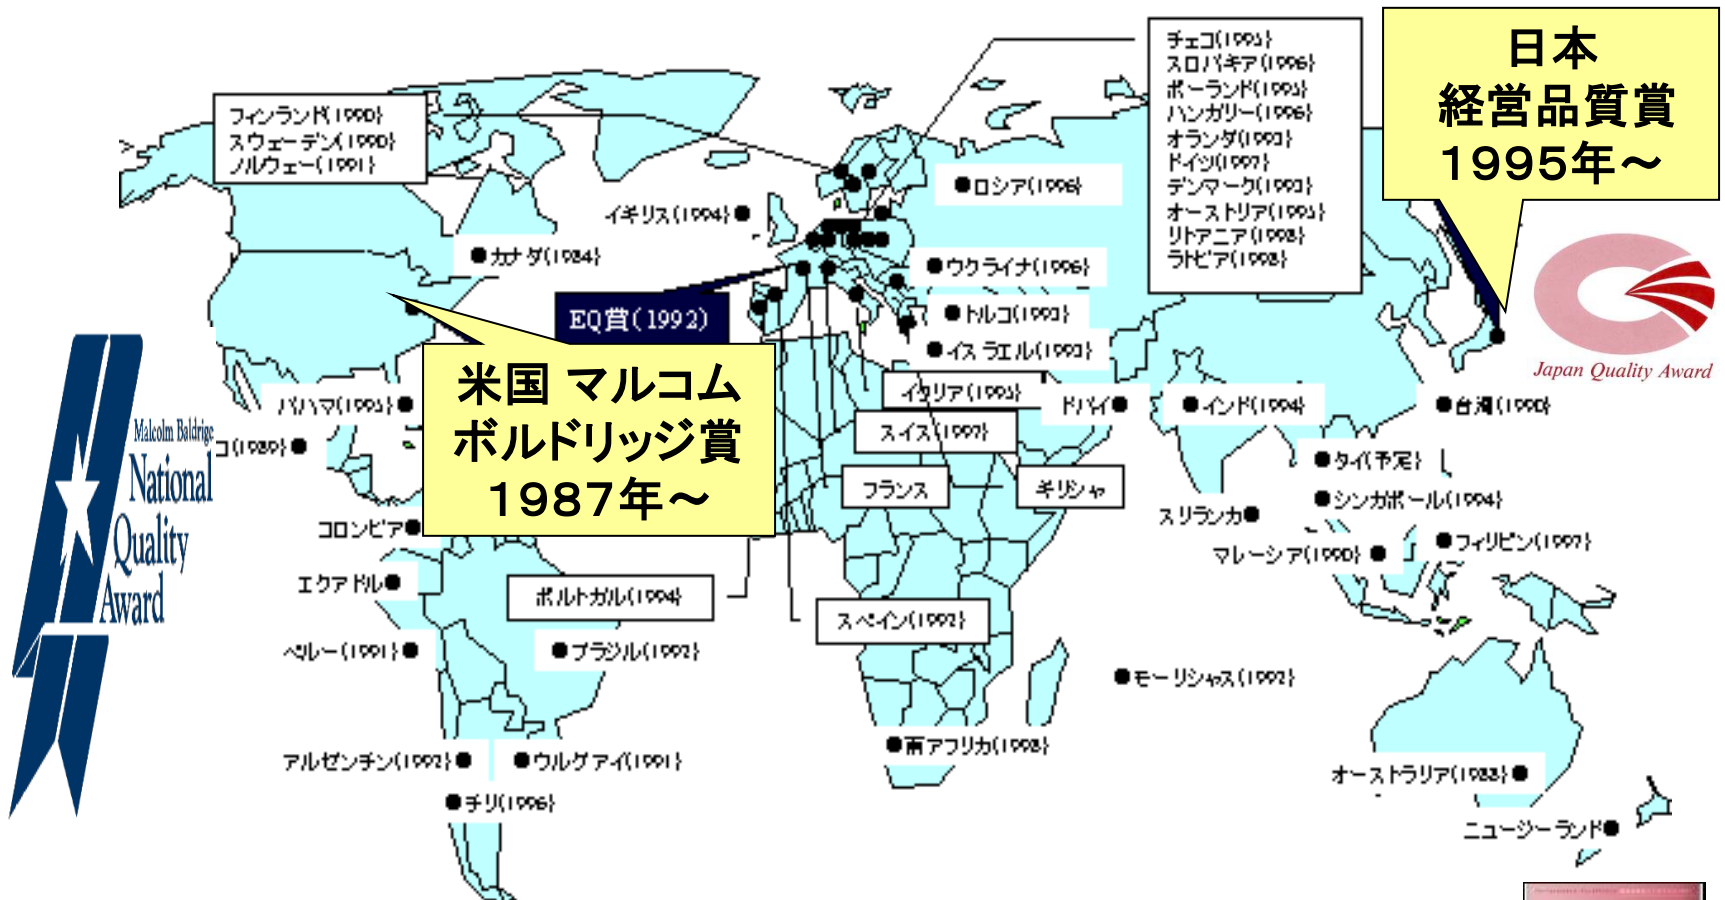 フィンランド(1990)
スウェーデン(1990)
ノルウェー(1991)
チェコ(1995)
スロバキア(1996)
ポーランド(1995)
ハンガリー(1996)
オランダ(1993)
ドイツ(1997)
デンマーク(1993)
オーストリア(1995)
リトアニア(1998)
ラトビア(1998)
日本
経営品質賞
1995年～
イギリス(1994)
ロシア(1996)
カナダ(1984)
ウクライナ(1996)
EQ賞(1992)
トルコ(1993)
イスラエル(1993)
Japan Quality Award
米国 マルコム
ボルドリッジ賞
1987年～
イタリア(1995)
バハマ(1995)
ドバイ
インド(1994)
台湾(1990)
Malcolm Baldrige
National
Quality
Award
スイス(1997)
コ(1989)
タイ(予定)
フランス
ギリシャ
シンガポール(1994)
スリランカ
コロンビア
フィリピン(1997)
マレーシア(1990)
エクアドル
ポルトガル(1994)
スペイン(1992)
ペルー(1991)
ブラジル(1992)
モーリシャス(1992)
南アフリカ(1998)
アルゼンチン(1992)
ウルグアイ(1991)
オーストラリア(1988)
チリ(1996)
ニュージーランド